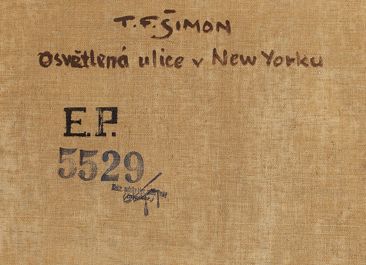 T. F. ŠIMON
Osvětlená ulice v New Yorku
E.P.
5529